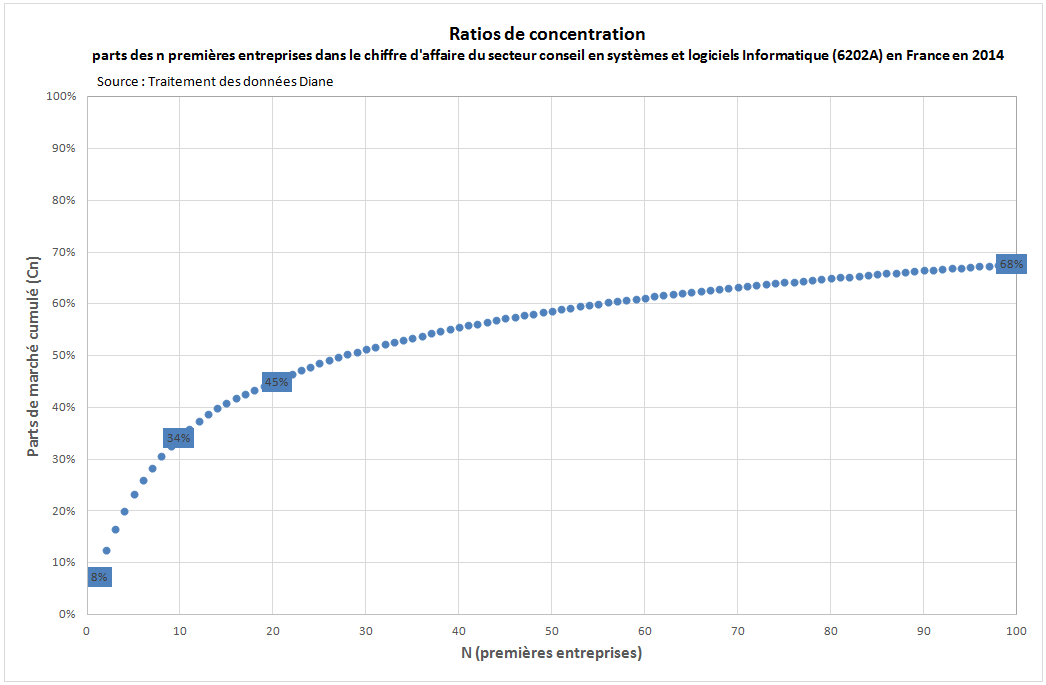 Ratios de concentration
parts des n premières entreprises dans le chiffre d'affaire du secteur conseil en systèmes et logiciels Informatique (6202A) en France en 2014
Source : Traitement des données Diane
100%
90%
80%
70%
60%
50%
40%
30%
20%
10%
0%
Parts de marché cumulé (Cn)
8%
34%
45%
68%
0 10 20 30 40 50 60 70 80 90 100
N (premières entreprises)